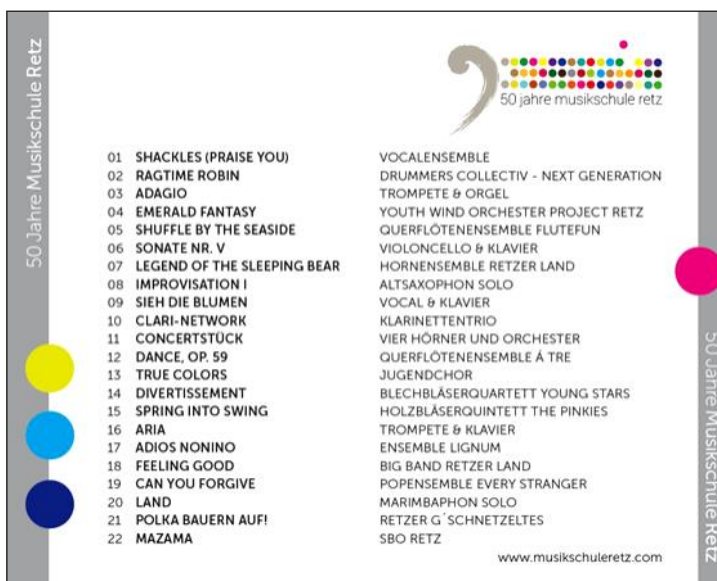 50 Jahre Musikschule Retz
50 jahre musikschule retz
01 SHACKLES (PRAISE YOU) VOCALENSEMBLE
02 RAGTIME ROBIN DRUMMERS COLLECTIV - NEXT GENERATION
03 ADAGIO TROMPETE & ORGEL
04 EMERALD FANTASY YOUTH WIND ORCHESTER PROJECT RETZ
05 SHUFFLE BY THE SEASIDE QUERFLÖTENENSEMBLE FLUTEFUN
06 SONATE NR. V VIOLONCELLO & KLAVIER
07 LEGEND OF THE SLEEPING BEAR HORNENSEMBLE RETZER LAND
08 IMPROVISATION I ALTSAXOPHON SOLO
09 SIEH DIE BLUMEN VOCAL & KLAVIER
10 CLARI-NETWORK KLARINETTENTRIO
11 CONCERTSTÜCK VIER HÖRNER UND ORCHESTER
12 DANCE, OP. 59 QUERFLÖTENENSEMBLE Á TRE
13 TRUE COLORS JUGENDCHOR
14 DIVERTISSEMENT BLECHBLÄSERQUARTETT YOUNG STARS
15 SPRING INTO SWING HOLZBLÄSERQUINTETT THE PINKIES
16 ARIA TROMPETE & KLAVIER
17 ADIOS NONINO ENSEMBLE LIGNUM
18 FEELING GOOD BIG BAND RETZER LAND
19 CAN YOU FORGIVE POPENSEMBLE EVERY STRANGER
20 LAND MARIMBAPHON SOLO
21 POLKA BAUERN AUF! RETZER G´SCHNETZELTES
22 MAZAMA SBO RETZ
www.musikschuleretz.com
50 Jahre Musikschule Retz